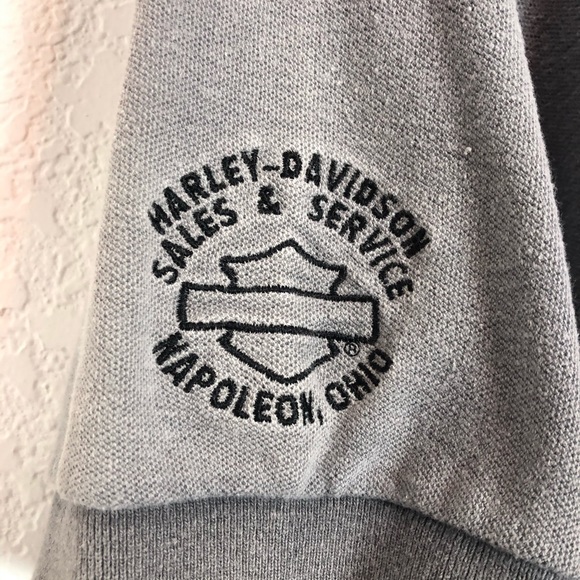 HARLEY-DAVIDSON
SALES & SERVICE
®
NAPOLEON, OHIO